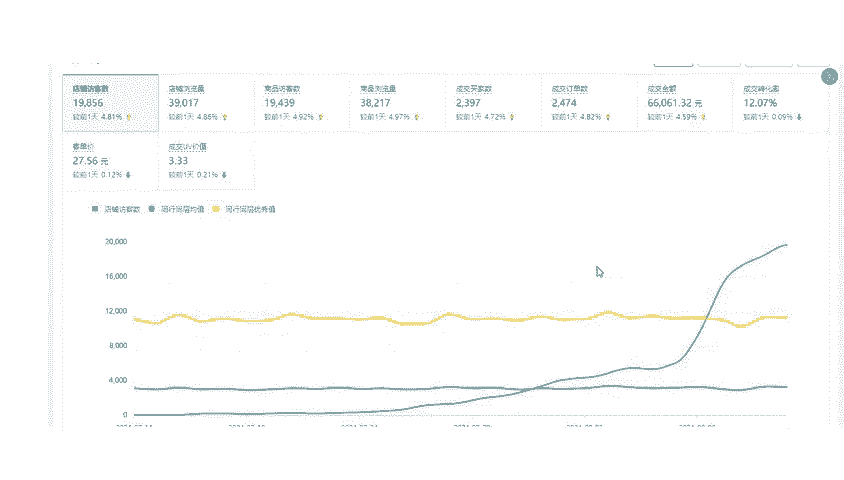 店铺访客数 店铺浏览量 商品访客数 商品浏览量 成交买家数 成交订单数 成交金额 成交转化率
19,856 39,017 19,439 38,217 2,397 2,474 66,061.32 元 12.07%
较前1天 4.81% 较前1天 4.86% 较前1天 4.92% 较前1天 4.97% 较前1天 4.72% 较前1天 4.82% 较前1天 4.59% 较前1天 0.09%
客单价 成交UV价值
27.56 元 3.33
较前1天 0.12% 较前1天 0.21%
店铺访客数 同行同层均值 同行同层优秀值
20,000
16,000
12,000
8,000
4,000
0